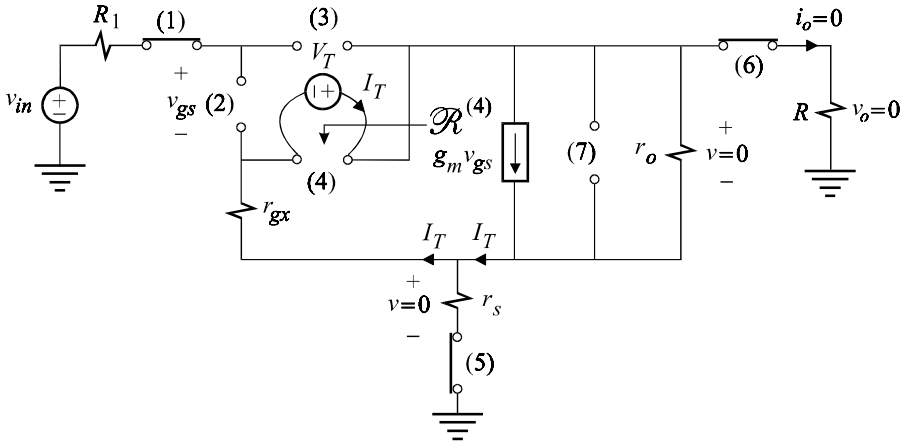 R1 (1) (3) io=0
VT
+ IT (6)
vin + − vgs (2) − + ℛ(4) R vo=0
− gmvgs (7) ro + v=0 −
(4)
rgx
IT IT
+
v=0 rs
−
(5)